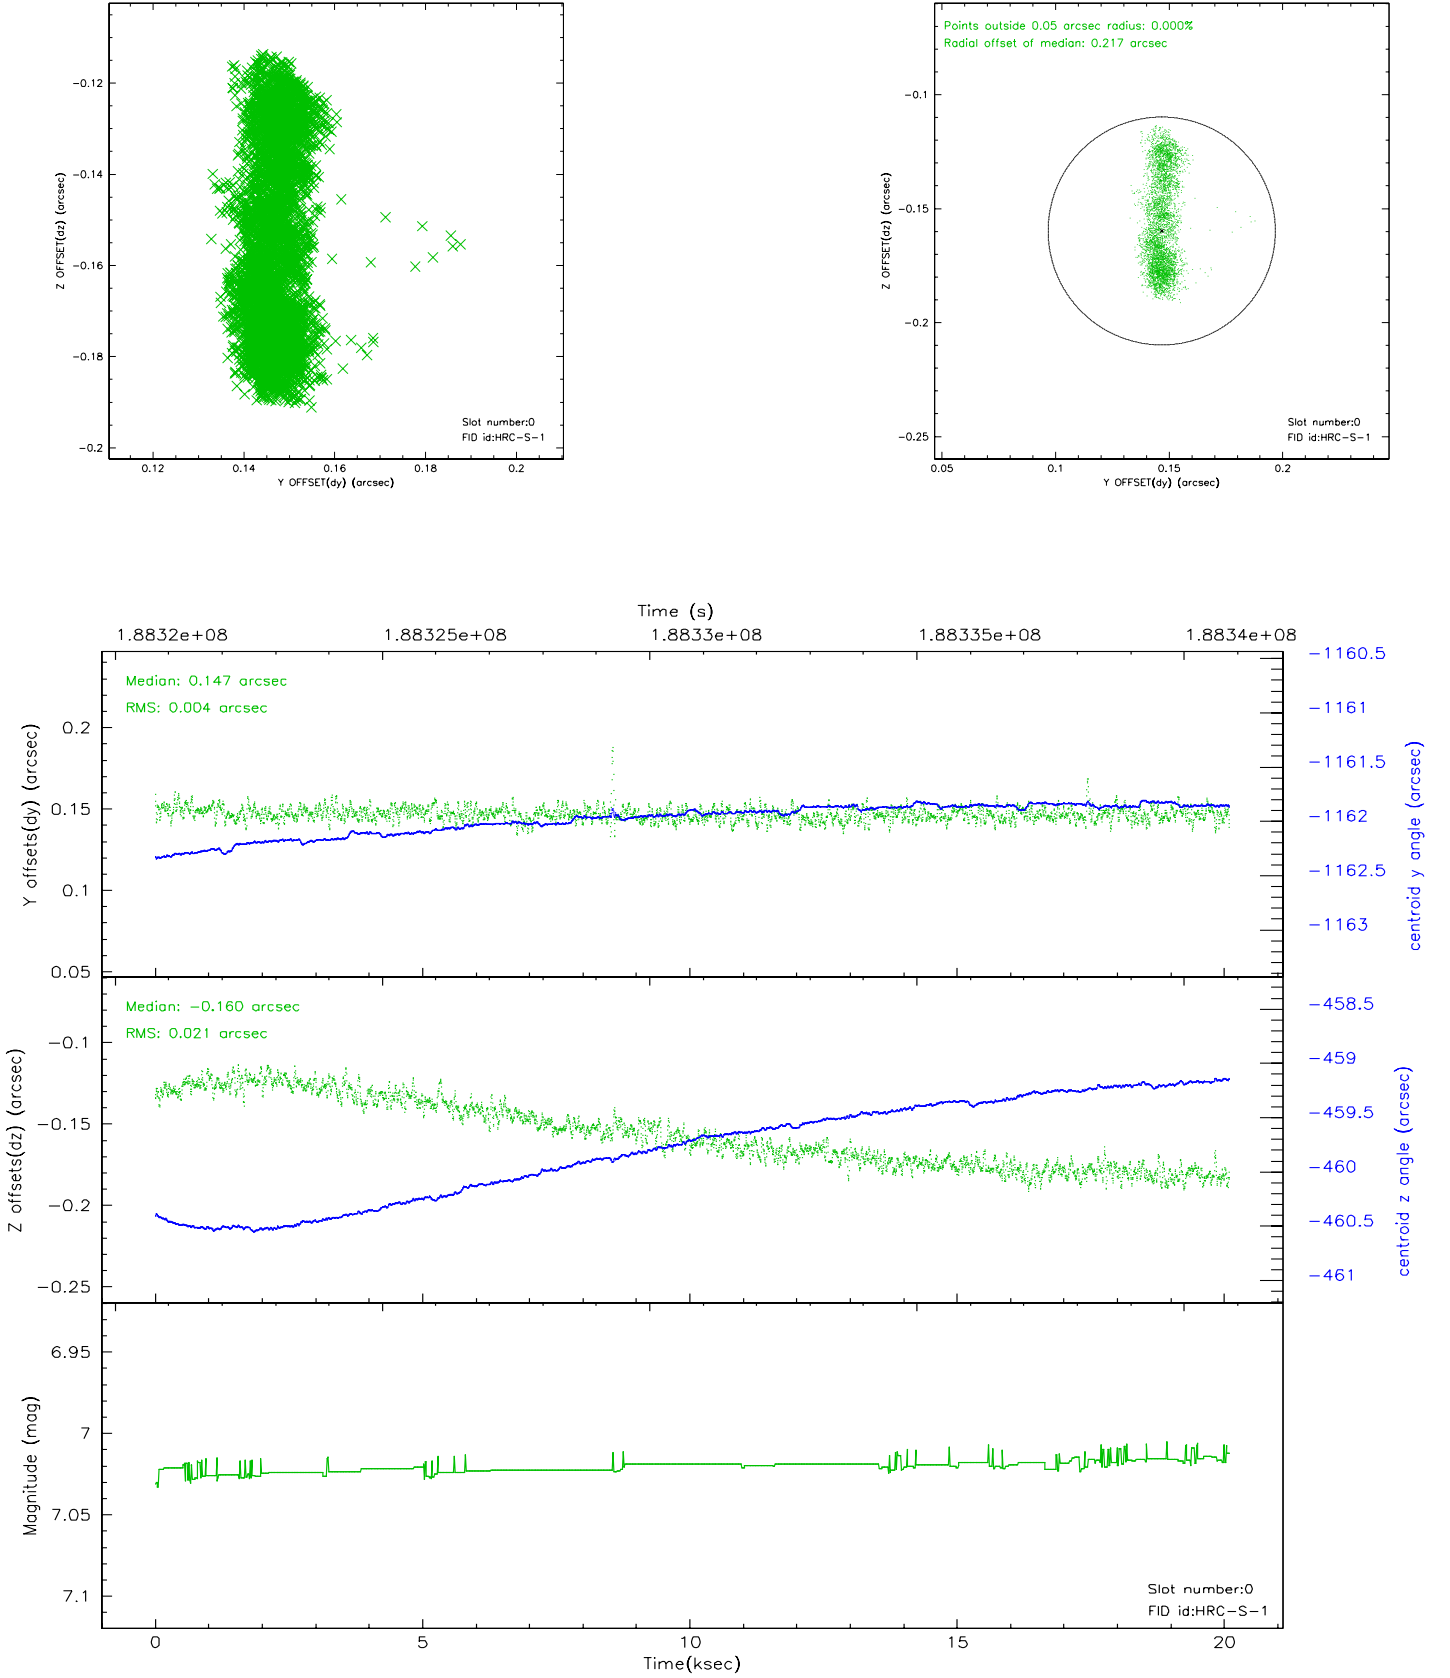 −0.12
−0.14
−0.16
−0.18
−0.2
Z OFFSET(dz) (arcsec)
0.12
0.14
0.16
0.18
0.2
Y OFFSET(dy) (arcsec)
Slot number:0
FID id:HRC−S−1
Points outside 0.05 arcsec radius: 0.000%
Radial offset of median: 0.217 arcsec
−0.1
−0.15
−0.2
−0.25
Z OFFSET(dz) (arcsec)
0.05
0.1
0.15
0.2
Y OFFSET(dy) (arcsec)
Slot number:0
FID id:HRC−S−1
Time (s)
1.8832e+08
1.88325e+08
1.8833e+08
1.88335e+08
1.8834e+08
Median: 0.147 arcsec
RMS: 0.004 arcsec
0.2
0.15
0.1
0.05
Y offsets(dy) (arcsec)
−1160.5
−1161
−1161.5
−1162
−1162.5
−1163
centroid y angle (arcsec)
Median: −0.160 arcsec
RMS: 0.021 arcsec
−0.1
−0.15
−0.2
−0.25
Z offsets(dz) (arcsec)
−458.5
−459
−459.5
−460
−460.5
−461
centroid z angle (arcsec)
6.95
7
7.05
7.1
Magnitude (mag)
Slot number:0
FID id:HRC−S−1
0
5
10
15
20
Time(ksec)